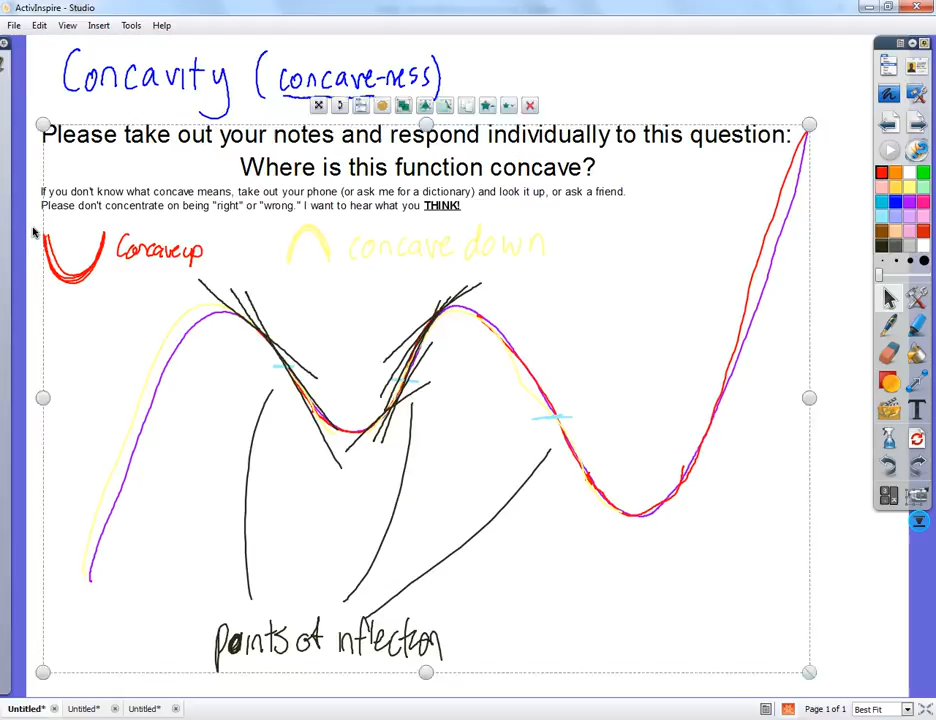 ActivInspire - Studio
File Edit View Insert Tools Help
Concavity (concave-ness)
Please take out your notes and respond individually to this question:
Where is this function concave?
If you don't know what concave means, take out your phone (or ask me for a dictionary) and look it up, or ask a friend.
Please don't concentrate on being "right" or "wrong." I want to hear what you THINK!
Concave up
concave down
points of inflection
Untitled* Untitled* Untitled* Page 1 of 1 Best Fit